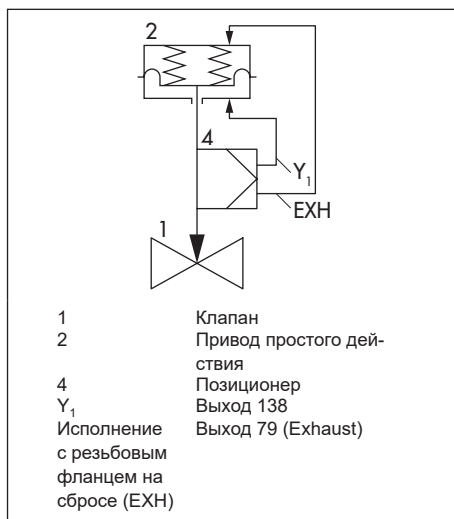 2
4
Y₁
EXH
1
1 Клапан
2 Привод простого дей-
ствия
4 Позиционер
Y₁ Выход 138
Исполнение Выход 79 (Exhaust)
с резьбовым
фланцем на
сбросе (EXH)